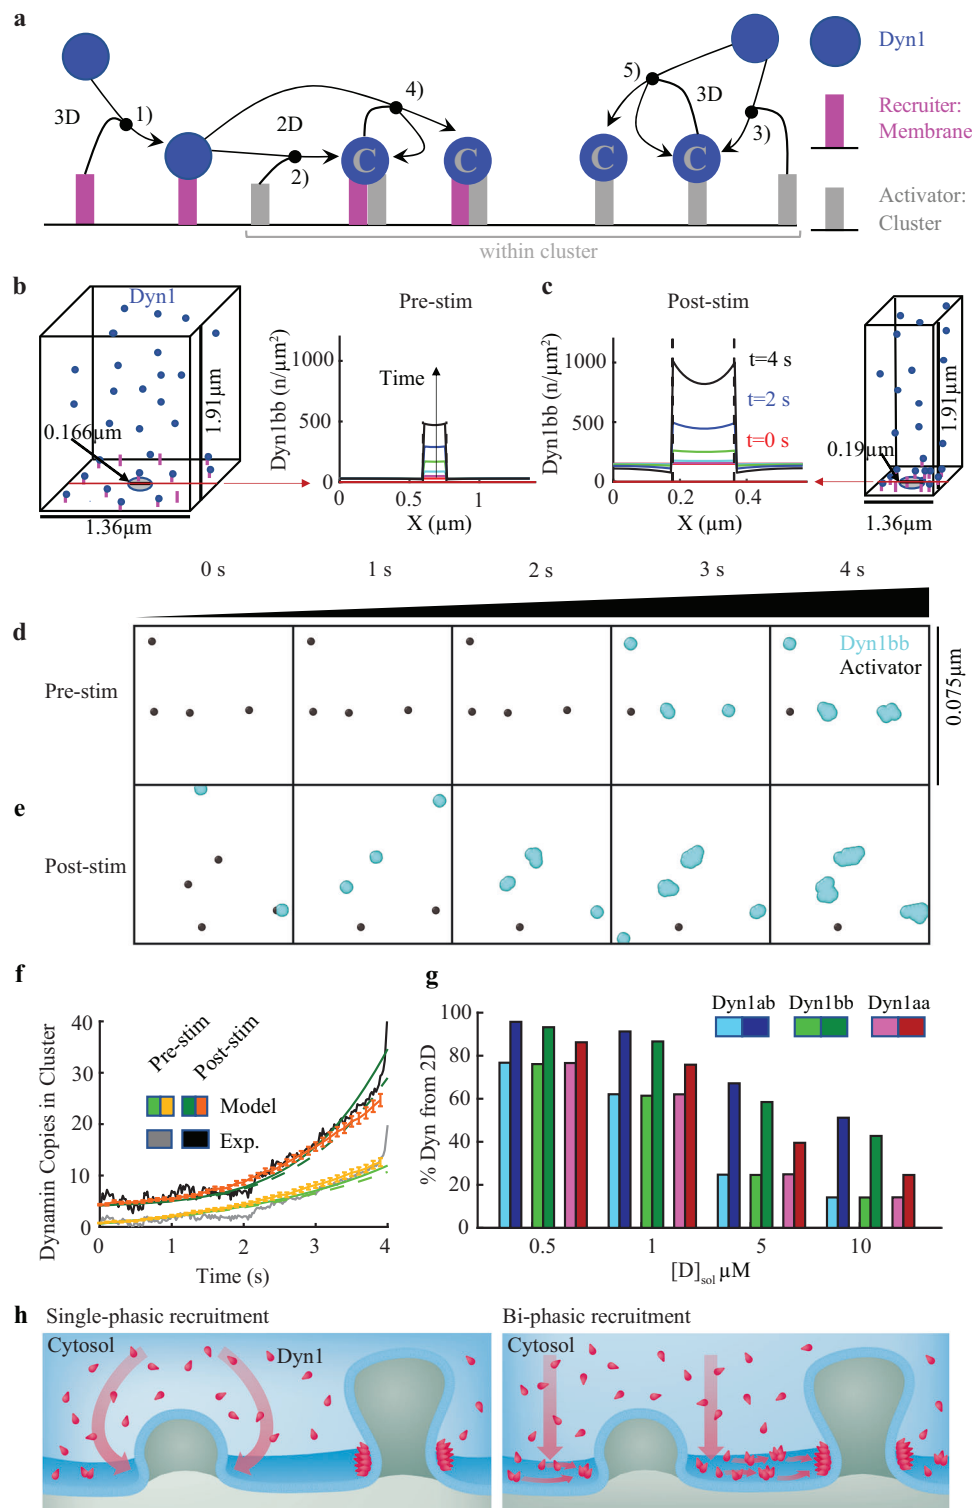 a
Dyn1
3D
1)
2D
2)
4)
5)
3D
3)
C
C
C
C
Recruiter:
Membrane
Activator:
Cluster
within cluster
b
Dyn1
0.166µm
1.91µm
1.36µm
Pre-stim
Dyn1bb (n/µm²)
1000
500
0
Time
0
0.5
1
X (µm)
c
Post-stim
Dyn1bb (n/µm²)
1000
500
0
t=4 s
t=2 s
t=0 s
0
0.2
0.4
X (µm)
1.91µm
0.19µm
1.36µm
0 s
1 s
2 s
3 s
4 s
d
Pre-stim
Dyn1bb
Activator
0.075µm
e
Post-stim
f
Dynamin Copies in Cluster
40
30
20
10
0
Pre-stim
Post-stim
Model
Exp.
0
1
2
3
4
Time (s)
g
Dyn1ab Dyn1bb Dyn1aa
% Dyn from 2D
100
80
60
40
20
0
0.5
1
5
10
[D]sol µM
h
Single-phasic recruitment
Cytosol
Dyn1
Bi-phasic recruitment
Cytosol